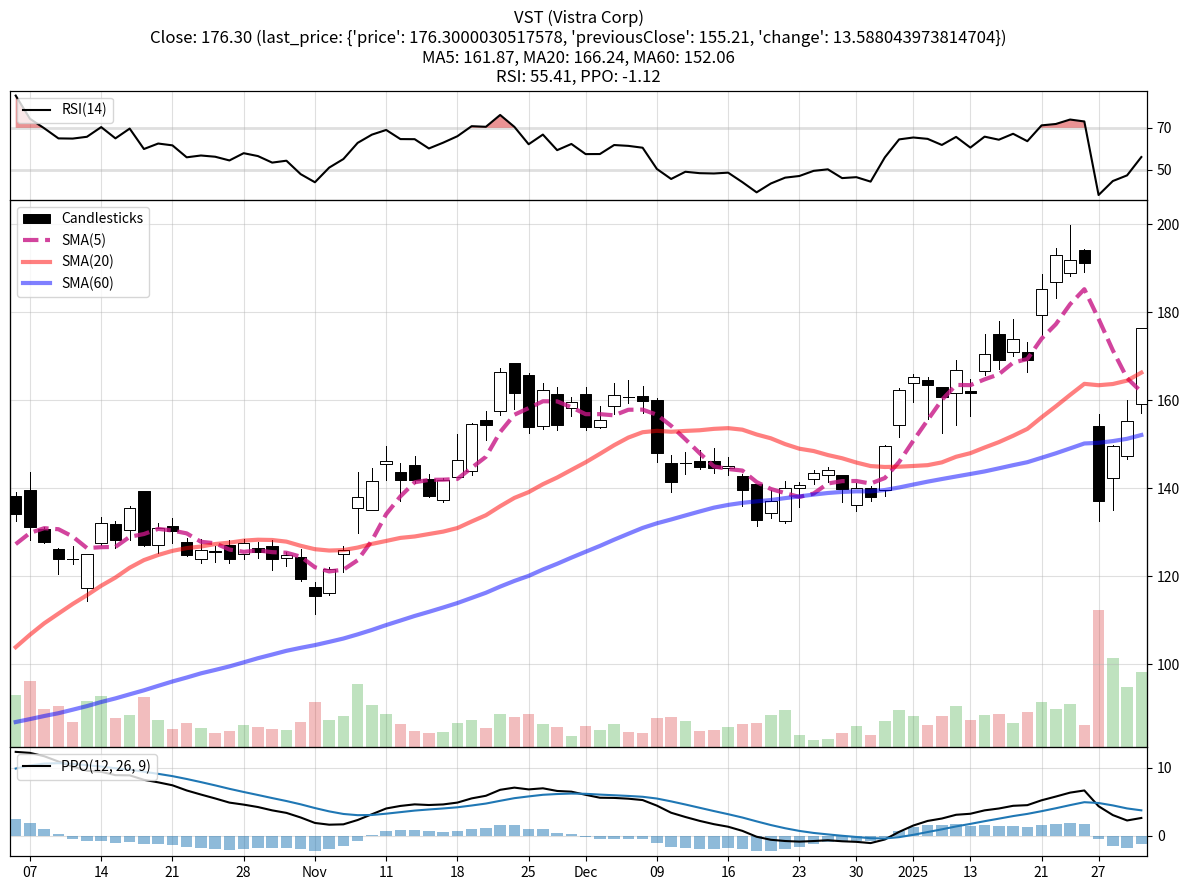 VST (Vistra Corp)
Close: 176.30 (last_price: {'price': 176.3000030517578, 'previousClose': 155.21, 'change': 13.588043973814704})
MA5: 161.87, MA20: 166.24, MA60: 152.06
RSI: 55.41, PPO: -1.12
RSI(14)
70
50
Candlesticks
SMA(5)
SMA(20)
SMA(60)
200
180
160
140
120
100
PPO(12, 26, 9)
10
0
07 14 21 28 Nov 11 18 25 Dec 09 16 23 30 2025 13 21 27